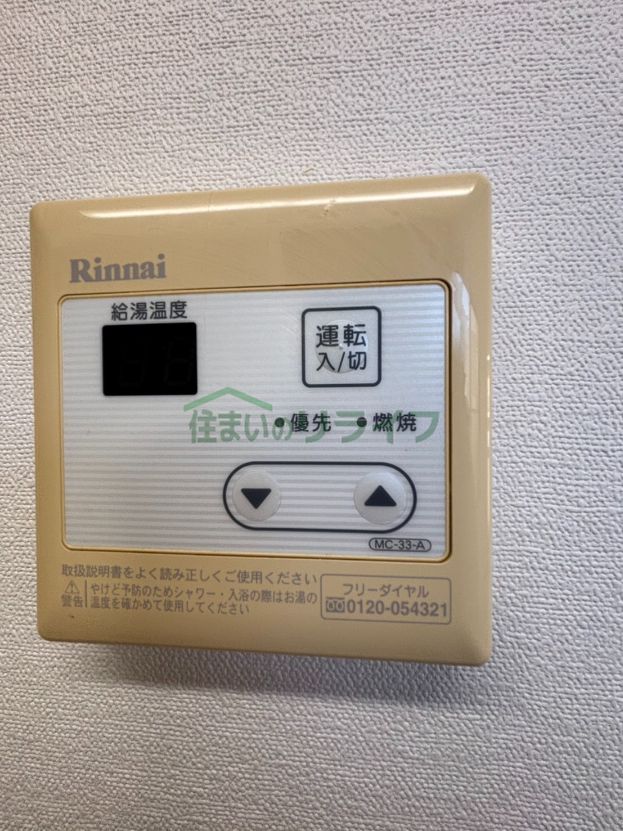 Rinnai
給湯温度
運転
入/切
住まいのリライフ
優先 燃焼
MC-33-A
取扱説明書をよく読み正しくご使用ください
警告 やけど予防のためシャワー・入浴の際はお湯の
温度を確かめて使用してください
フリーダイヤル
0120-054321